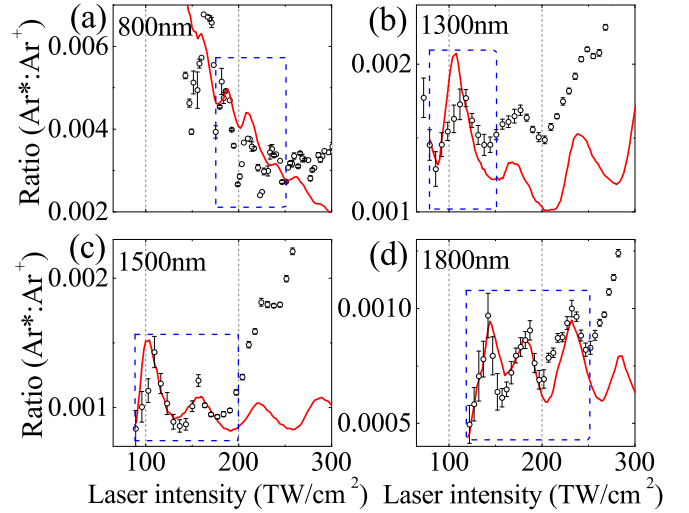 (a)
800nm
0.006
0.004
0.002
Ratio (Ar*:Ar+)
(b)
1300nm
0.002
0.001
(c)
1500nm
0.002
0.001
Ratio (Ar*:Ar+)
100 200 300
Laser intensity (TW/cm2)
(d)
1800nm
0.0010
0.0005
100 200 300
Laser intensity (TW/cm2)